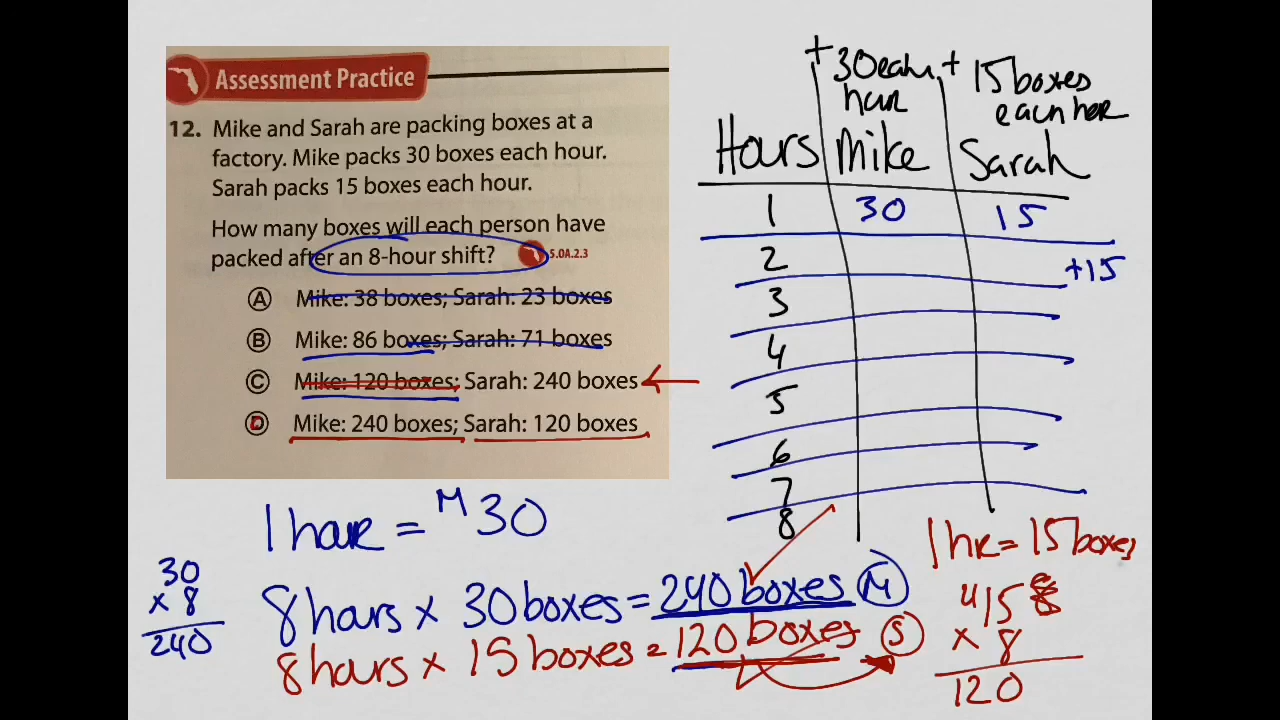 Assessment Practice
12. Mike and Sarah are packing boxes at a
factory. Mike packs 30 boxes each hour.
Sarah packs 15 boxes each hour.
How many boxes will each person have
packed after an 8-hour shift? 5.OA.2.3
A Mike: 38 boxes; Sarah: 23 boxes
B Mike: 86 boxes; Sarah: 71 boxes
C Mike: 120 boxes; Sarah: 240 boxes
D Mike: 240 boxes; Sarah: 120 boxes
+ 30 each + 15 boxes
hour each hour
Hours Mike Sarah
1 30 15
2 +15
3
4
5
6
7
8
1 hour = M 30
30
x 8
240
8 hours x 30 boxes = 240 boxes M
8 hours x 15 boxes = 120 boxes S
1 hr = 15 boxes
4 15
x 8
120